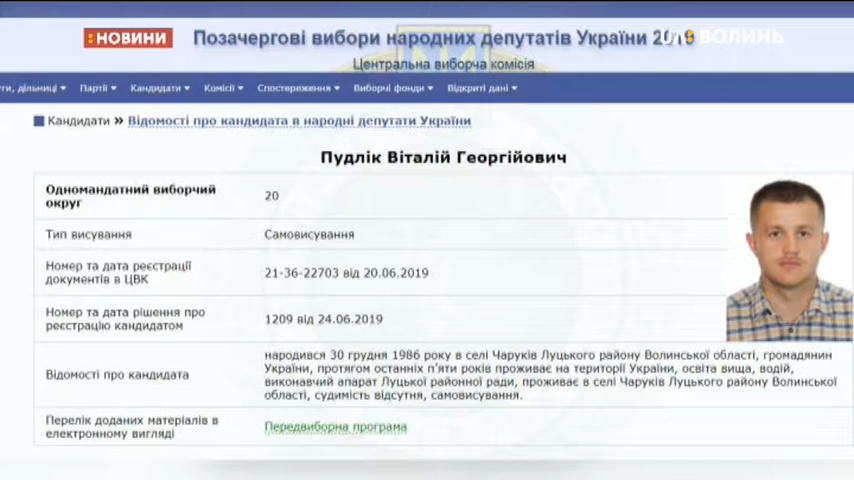 НОВИНИ
Позачергові вибори народних депутатів України
ВОЛИНЬ
Центральна виборча комісія
ги, дільниці Партії Кандидати Комісії Спостереження Виборчі фонди Відкриті дані
Кандидати » Відомості про кандидата в народні депутати України
Пудлік Віталій Георгійович
Одномандатний виборчий
округ
20
Тип висування
Самовисування
Номер та дата реєстрації
документів в ЦВК
21-36-22703 від 20.06.2019
Номер та дата рішення про
реєстрацію кандидатом
1209 від 24.06.2019
Відомості про кандидата
народився 30 грудня 1986 року в селі Чаруків Луцького району Волинської області, громадянин
України, протягом останніх п'яти років проживає на території України, освіта вища, водій,
виконавчий апарат Луцької районної ради, проживає в селі Чаруків Луцького району Волинської
області, судимість відсутня, самовисування.
Перелік доданих матеріалів в
електронному вигляді
Передвиборна програма